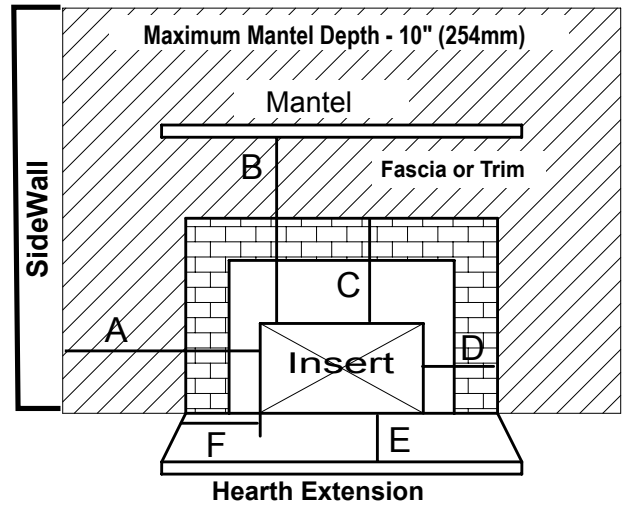 Maximum Mantel Depth - 10" (254mm)
Mantel
B
Fascia or Trim
SideWall
C
A
Insert
D
F
E
Hearth Extension